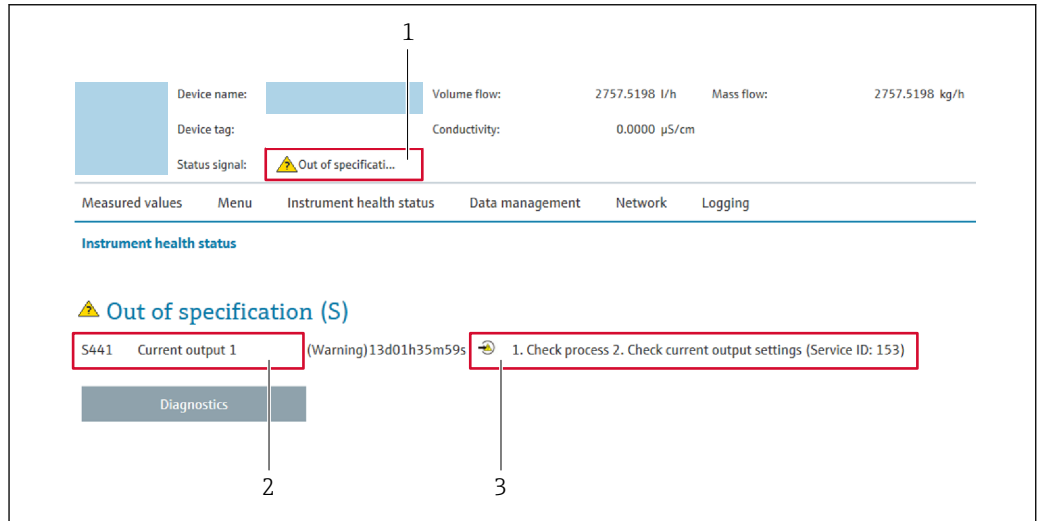 1
Device name: Volume flow: 2757.5198 l/h Mass flow: 2757.5198 kg/h
Device tag: Conductivity: 0.0000 µS/cm
Status signal: Out of specificati...
Measured values Menu Instrument health status Data management Network Logging
Instrument health status
Out of specification (S)
S441 Current output 1 (Warning)13d01h35m59s 1. Check process 2. Check current output settings (Service ID: 153)
Diagnostics
2 3